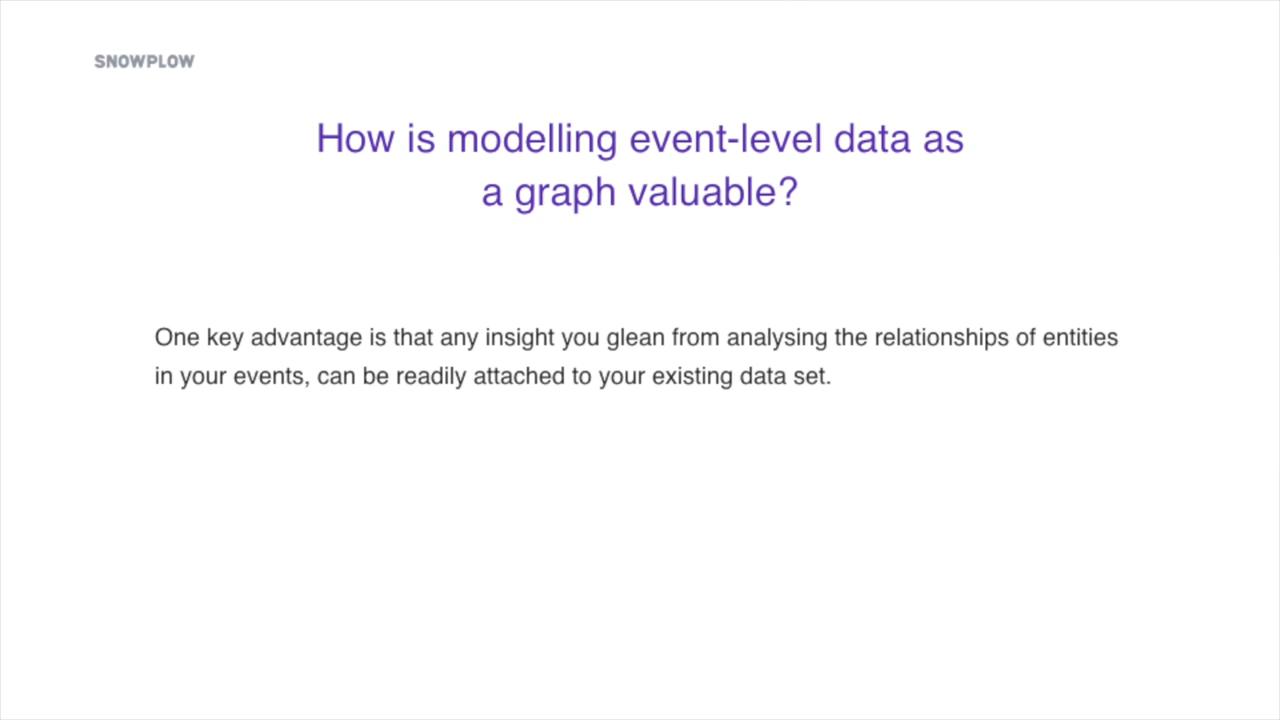 SNOWPLOW
How is modelling event-level data as
a graph valuable?
One key advantage is that any insight you glean from analysing the relationships of entities
in your events, can be readily attached to your existing data set.